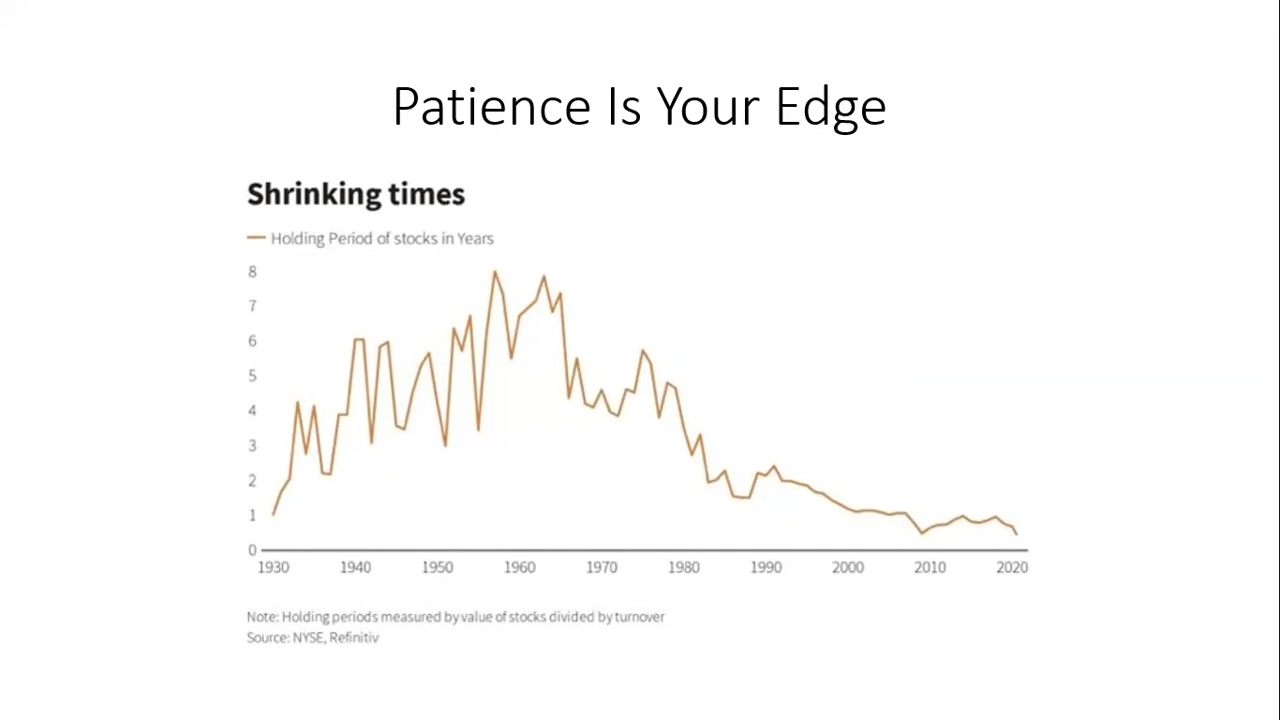 Patience Is Your Edge
Shrinking times
Holding Period of stocks in Years
8
7
6
5
4
3
2
1
0
1930 1940 1950 1960 1970 1980 1990 2000 2010 2020
Note: Holding periods measured by value of stocks divided by turnover
Source: NYSE, Refinitiv